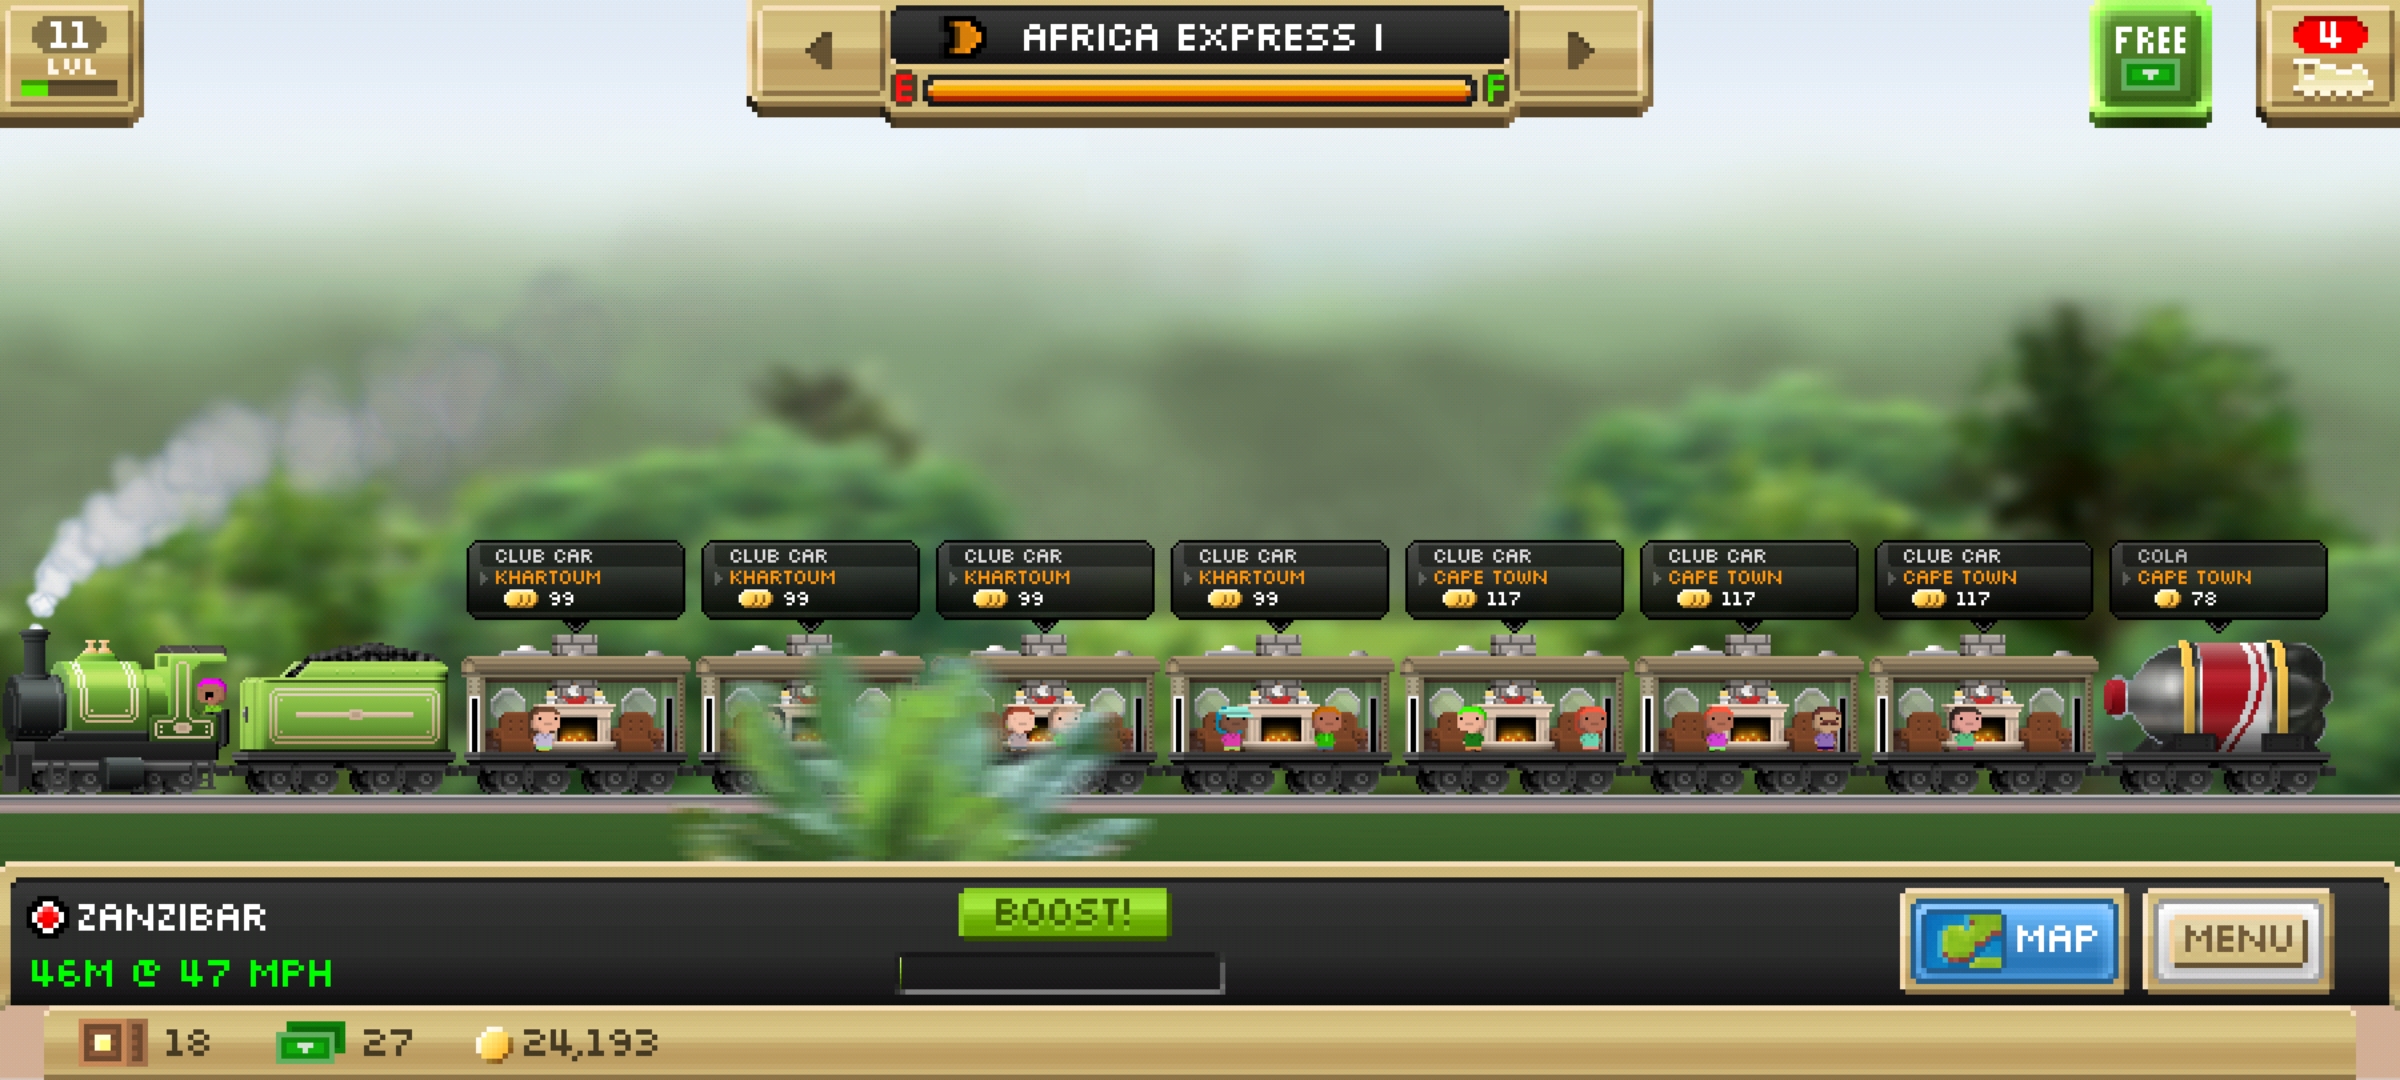 11
LVL
AFRICA EXPRESS I
E
F
FREE
4
CLUB CAR
KHARTOUM
99
CLUB CAR
KHARTOUM
99
CLUB CAR
KHARTOUM
99
CLUB CAR
KHARTOUM
99
CLUB CAR
CAPE TOWN
117
CLUB CAR
CAPE TOWN
117
CLUB CAR
CAPE TOWN
117
COLA
CAPE TOWN
78
ZANZIBAR
46M @ 47 MPH
BOOST!
MAP
MENU
18
27
24,193